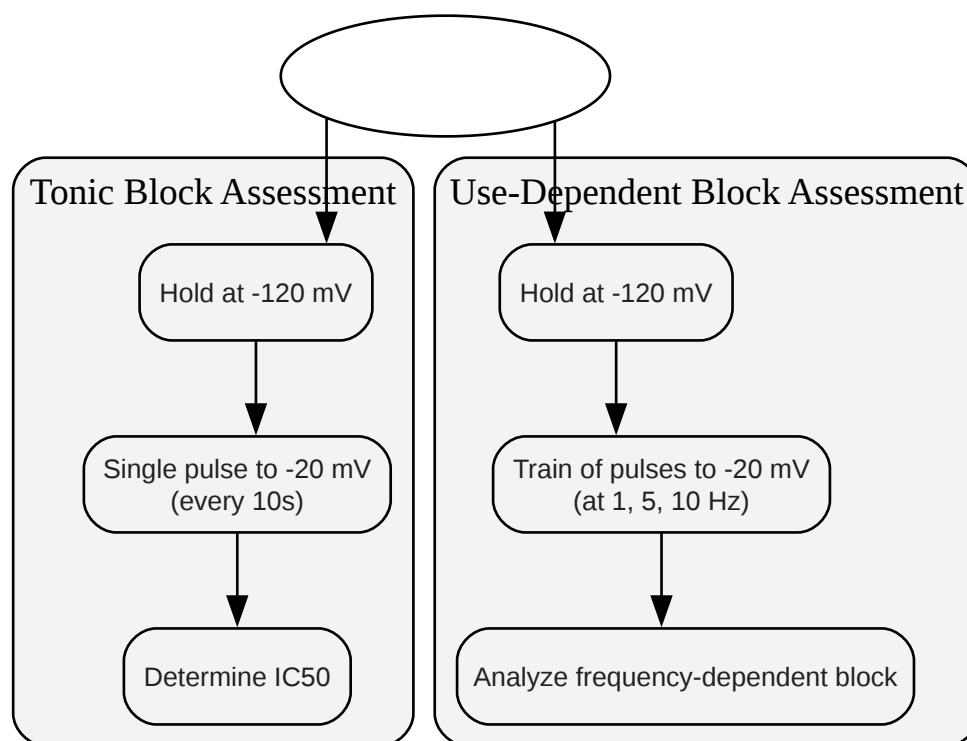 Tonic Block Assessment
Hold at -120 mV
Single pulse to -20 mV
(every 10s)
Determine IC50
Use-Dependent Block Assessment
Hold at -120 mV
Train of pulses to -20 mV
(at 1, 5, 10 Hz)
Analyze frequency-dependent block